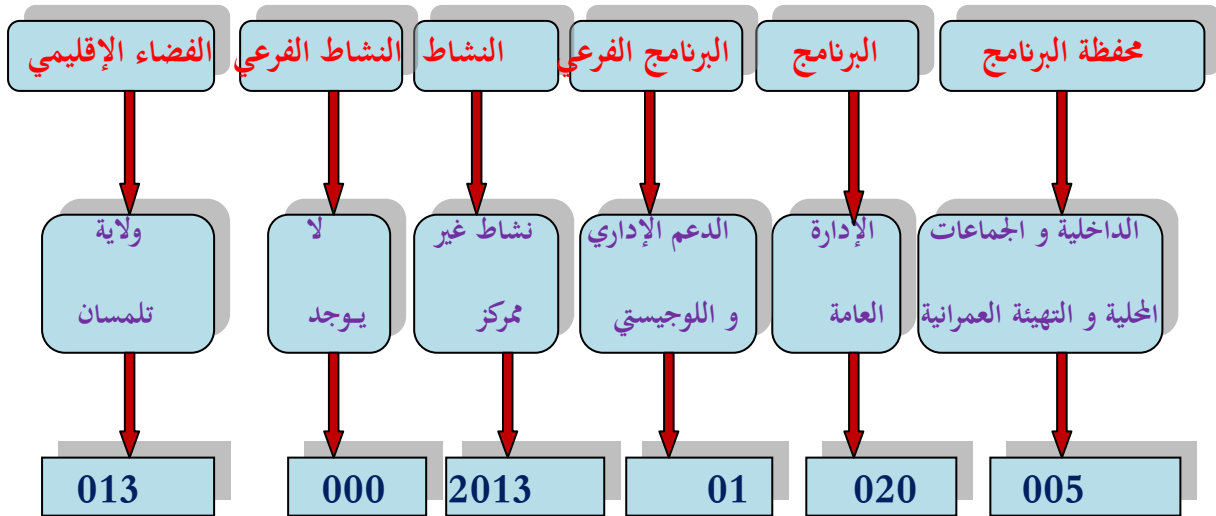 محفظة البرنامج
البرنامج
البرنامج الفرعي
النشاط
النشاط الفرعي
الفضاء الإقليمي
الداخلية و الجماعات
المحلية و التهيئة العمرانية
الإدارة
العامة
الدعم الإداري
و اللوجيستي
نشاط غير
ممركز
لا
يـوجد
ولاية
تلمسان
005
020
01
2013
000
013